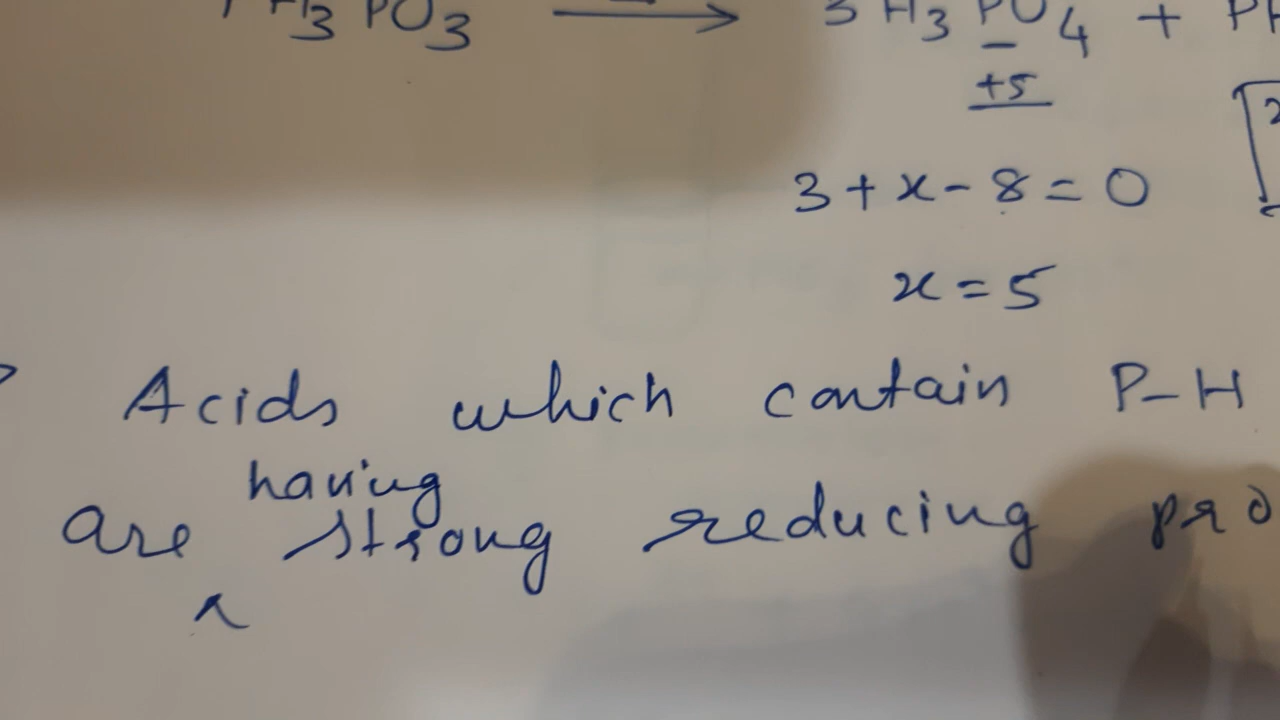 H3PO3 → 3H3PO4 + PH
+5
3 + x - 8 = 0
x = 5
Acids which contain P-H
having
are strong reducing pro